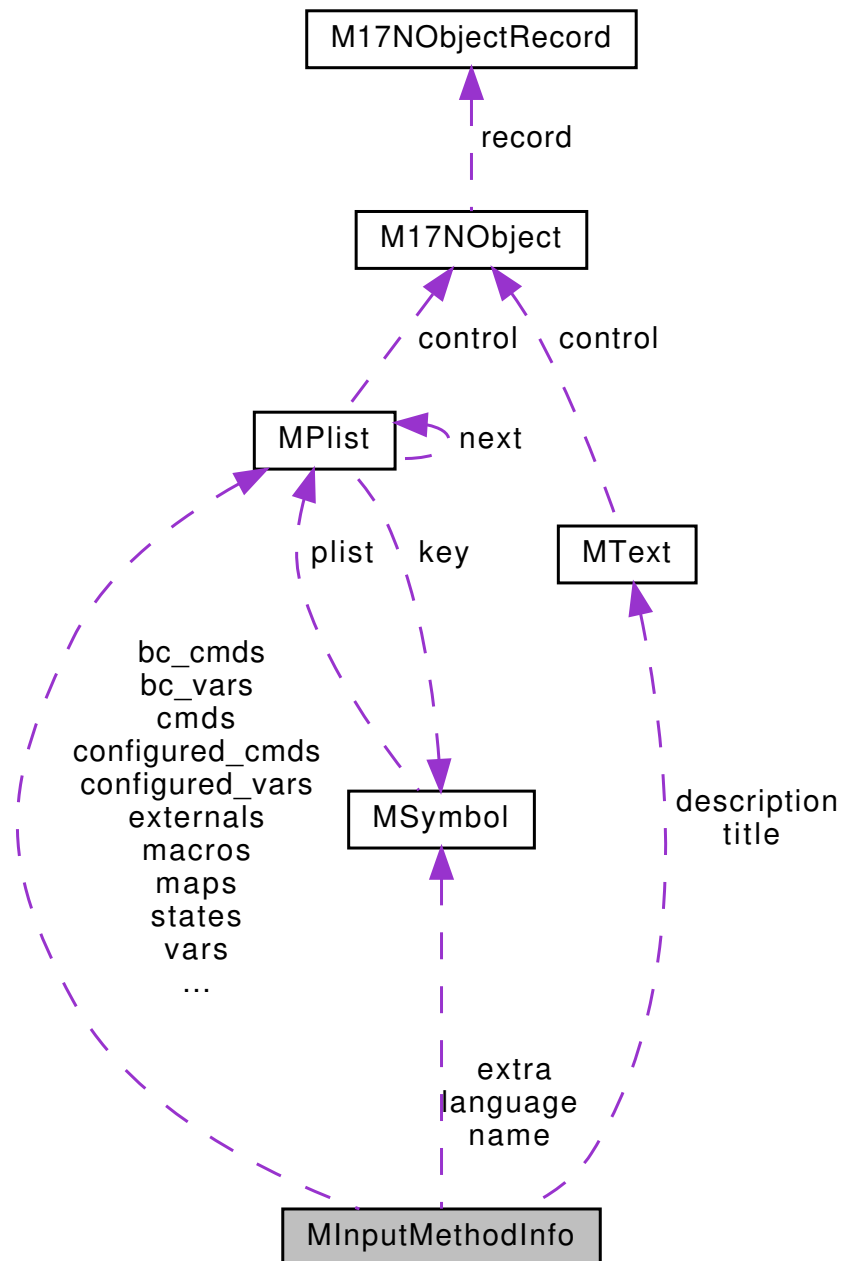 M17NObjectRecord
record
M17NObject
control control
MPlist
next
MText
plist key
bc_cmds
bc_vars
cmds
configured_cmds
configured_vars
externals
macros
maps
states
vars
...
MSymbol
description
title
extra
language
name
MInputMethodInfo